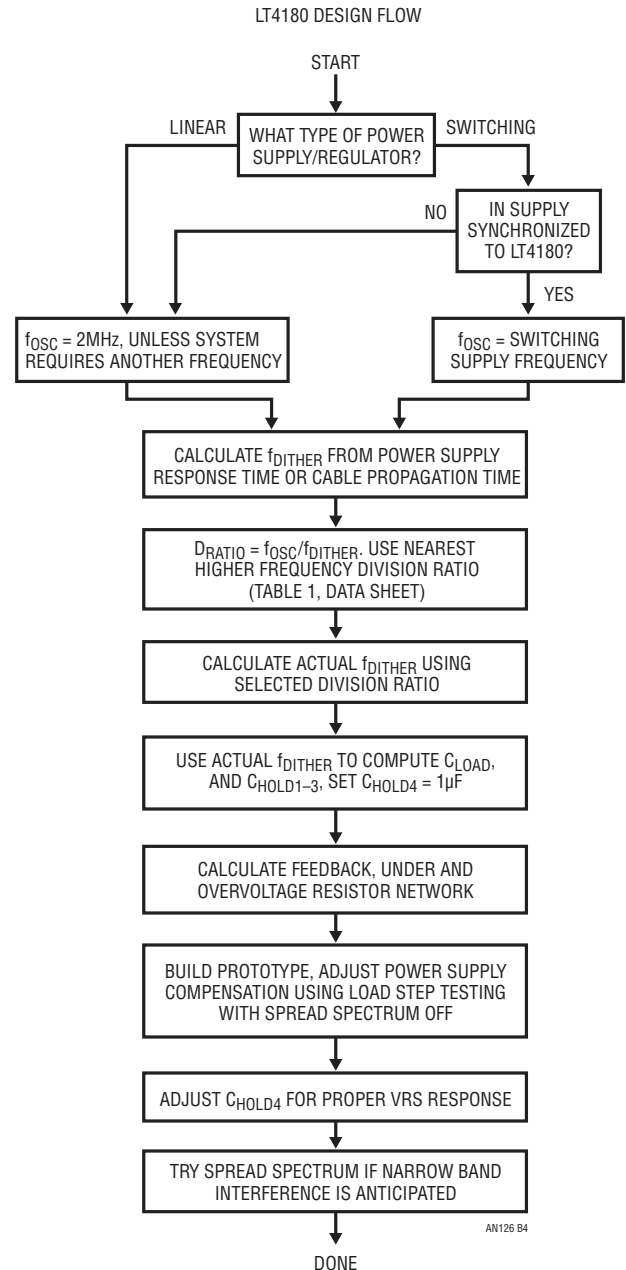 LT4180 DESIGN FLOW
START
LINEAR
WHAT TYPE OF POWER
SUPPLY/REGULATOR?
SWITCHING
NO
IN SUPPLY
SYNCHRONIZED
TO LT4180?
YES
fOSC = 2MHz, UNLESS SYSTEM
REQUIRES ANOTHER FREQUENCY
fOSC = SWITCHING
SUPPLY FREQUENCY
CALCULATE fDITHER FROM POWER SUPPLY
RESPONSE TIME OR CABLE PROPAGATION TIME
DRATIO = fOSC/fDITHER. USE NEAREST
HIGHER FREQUENCY DIVISION RATIO
(TABLE 1, DATA SHEET)
CALCULATE ACTUAL fDITHER USING
SELECTED DIVISION RATIO
USE ACTUAL fDITHER TO COMPUTE CLOAD,
AND CHOLD1–3, SET CHOLD4 = 1µF
CALCULATE FEEDBACK, UNDER AND
OVERVOLTAGE RESISTOR NETWORK
BUILD PROTOTYPE, ADJUST POWER SUPPLY
COMPENSATION USING LOAD STEP TESTING
WITH SPREAD SPECTRUM OFF
ADJUST CHOLD4 FOR PROPER VRS RESPONSE
TRY SPREAD SPECTRUM IF NARROW BAND
INTERFERENCE IS ANTICIPATED
AN126 B4
DONE